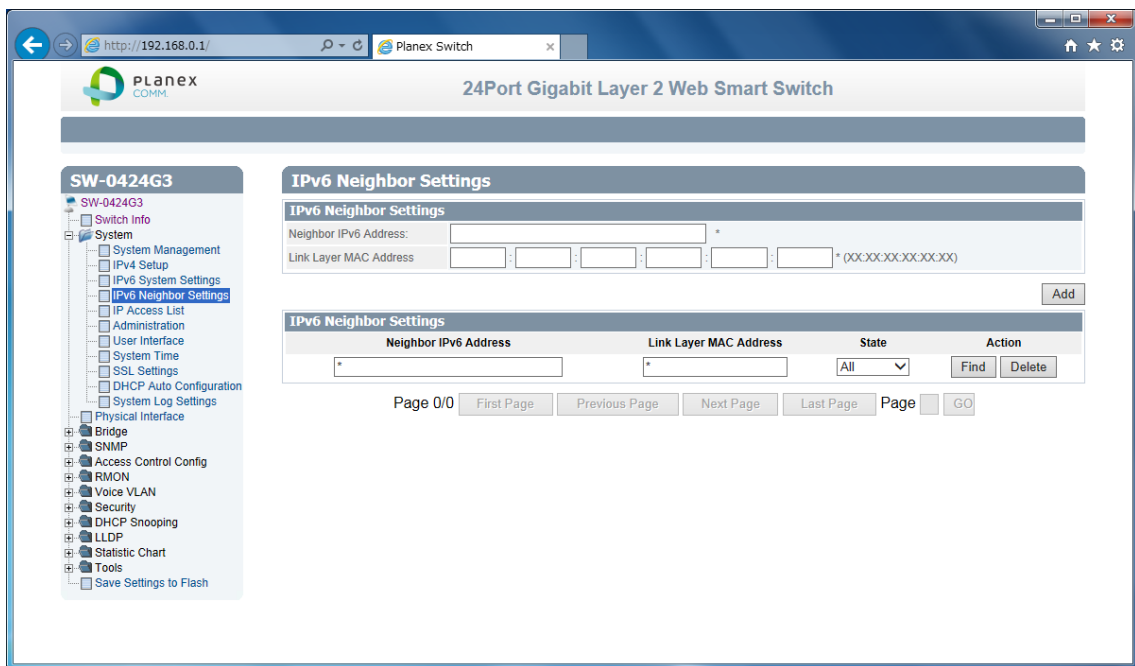 http://192.168.0.1/
Planex Switch
PLANEX
COMM.
24Port Gigabit Layer 2 Web Smart Switch
SW-0424G3
SW-0424G3
Switch Info
System
System Management
IPv4 Setup
IPv6 System Settings
IPv6 Neighbor Settings
IP Access List
Administration
User Interface
System Time
SSL Settings
DHCP Auto Configuration
System Log Settings
Physical Interface
Bridge
SNMP
Access Control Config
RMON
Voice VLAN
Security
DHCP Snooping
LLDP
Statistic Chart
Tools
Save Settings to Flash
IPv6 Neighbor Settings
IPv6 Neighbor Settings
Neighbor IPv6 Address: *
Link Layer MAC Address : : : : : * (XX:XX:XX:XX:XX:XX)
Add
IPv6 Neighbor Settings
Neighbor IPv6 Address Link Layer MAC Address State Action
* * All Find Delete
Page 0/0 First Page Previous Page Next Page Last Page Page GO